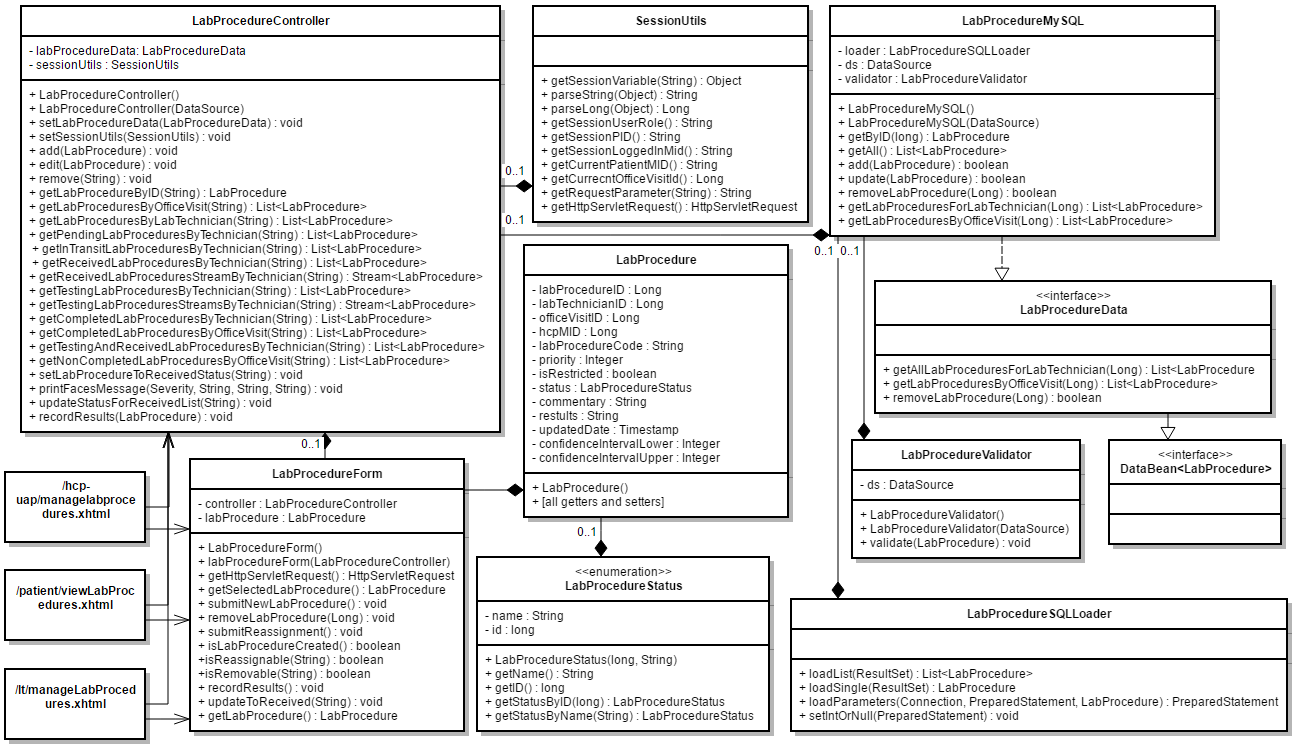 LabProcedureController
- labProcedureData: LabProcedureData
- sessionUtils : SessionUtils
+ LabProcedureController()
+ LabProcedureController(DataSource)
+ setLabProcedureData(LabProcedureData) : void
+ setSessionUtils(SessionUtils) : void
+ add(LabProcedure) : void
+ edit(LabProcedure) : void
+ remove(String) : void
+ getLabProcedureByID(String) : LabProcedure
+ getLabProceduresByOfficeVisit(String) : List<LabProcedure>
+ getLabProceduresByLabTechnician(String) : List<LabProcedure>
+ getPendingLabProceduresByTechnician(String) : List<LabProcedure>
+ getInTransitLabProceduresByTechnician(String) : List<LabProcedure>
+ getReceivedLabProceduresByTechnician(String) : List<LabProcedure>
+ getReceivedLabProceduresStreamByTechnician(String) : Stream<LabProcedure>
+ getTestingLabProceduresByTechnician(String) : List<LabProcedure>
+ getTestingLabProceduresStreamsByTechnician(String) : Stream<LabProcedure>
+ getCompletedLabProceduresByTechnician(String) : List<LabProcedure>
+ getCompletedLabProceduresByOfficeVisit(String) : List<LabProcedure>
+ getTestingAndReceivedLabProceduresByTechnician(String) : List<LabProcedure>
+ getNonCompletedLabProceduresByOfficeVisit(String) : List<LabProcedure>
+ setLabProcedureToReceivedStatus(String) : void
+ printFacesMessage(Severity, String, String, String) : void
+ updateStatusForReceivedList(String) : void
+ recordResults(LabProcedure) : void
SessionUtils
+ getSessionVariable(String) : Object
+ parseString(Object) : String
+ parseLong(Object) : Long
+ getSessionUserRole() : String
+ getSessionPID() : String
+ getSessionLoggedInMid() : String
+ getCurrentPatientMID() : String
+ getCurrecntOfficeVisitId() : Long
+ getRequestParameter(String) : String
+ getHttpServletRequest() : HttpServletRequest
LabProcedureMySQL
- loader : LabProcedureSQLLoader
- ds : DataSource
- validator : LabProcedureValidator
+ LabProcedureMySQL()
+ LabProcedureMySQL(DataSource)
+ getByID(long) : LabProcedure
+ getAll() : List<LabProcedure>
+ add(LabProcedure) : boolean
+ update(LabProcedure) : boolean
+ removeLabProcedure(Long) : boolean
+ getLabProceduresForLabTechnician(Long) : List<LabProcedure>
+ getLabProceduresByOfficeVisit(Long) : List<LabProcedure>
0..1
0..1
0..1
0..1
LabProcedure
- labProcedureID : Long
- labTechnicianID : Long
- officeVisitID : Long
- hcpMID : Long
- labProcedureCode : String
- priority : Integer
- isRestricted : boolean
- status : LabProcedureStatus
- commentary : String
- restults : String
- updatedDate : Timestamp
- confidenceIntervalLower : Integer
- confidenceIntervalUpper : Integer
+ LabProcedure()
+ [all getters and setters]
<<interface>>
LabProcedureData
+ getAllLabProceduresForLabTechnician(Long) : List<LabProcedure
+ getLabProceduresByOfficeVisit(Long) : List<LabProcedure>
+ removeLabProcedure(Long) : boolean
0..1
/hcp-
uap/managelabproce
dures.xhtml
/patient/viewLabProc
edures.xhtml
/lt/manageLabProced
ures.xhtml
LabProcedureForm
- controller : LabProcedureController
- labProcedure : LabProcedure
+ LabProcedureForm()
+ labProcedureForm(LabProcedureController)
+ getHttpServletRequest() : HttpServletRequest
+ getSelectedLabProcedure() : LabProcedure
+ submitNewLabProcedure() : void
+ removeLabProcedure(Long) : void
+ submitReassignment() : void
+ isLabProcedureCreated() : boolean
+isReassignable(String) : boolean
+isRemovable(String) : boolean
+ recordResults() : void
+ updateToReceived(String) : void
+ getLabProcedure() : LabProcedure
0..1
<<enumeration>>
LabProcedureStatus
- name : String
- id : long
+ LabProcedureStatus(long, String)
+ getName() : String
+ getID() : long
+ getStatusByID(long) : LabProcedureStatus
+ getStatusByName(String) : LabProcedureStatus
LabProcedureValidator
- ds : DataSource
+ LabProcedureValidator()
+ LabProcedureValidator(DataSource)
+ validate(LabProcedure) : void
<<interface>>
DataBean<LabProcedure>
LabProcedureSQLLoader
+ loadList(ResultSet) : List<LabProcedure>
+ loadSingle(ResultSet) : LabProcedure
+ loadParameters(Connection, PreparedStatement, LabProcedure) : PreparedStatement
+ setIntOrNull(PreparedStatement) : void